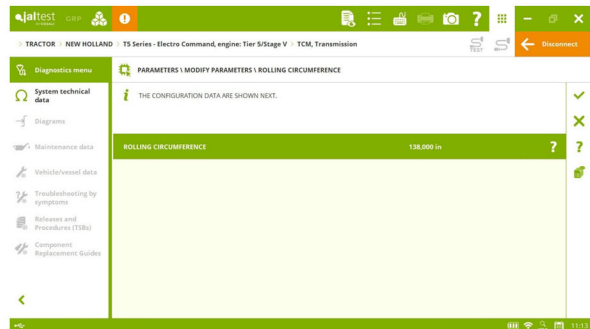 jaltest GRP
TRACTOR > NEW HOLLAND > T5 Series - Electro Command, engine: Tier 5/Stage V > TCM, Transmission
TEST
Disconnect
Diagnostics menu
PARAMETERS \ MODIFY PARAMETERS \ ROLLING CIRCUMFERENCE
System technical
data
THE CONFIGURATION DATA ARE SHOWN NEXT.
Diagrams
Maintenance data
ROLLING CIRCUMFERENCE 138,000 in ?
Vehicle/vessel data
Troubleshooting by
symptoms
Releases and
Procedures (TSBs)
Component
Replacement Guides
11:13